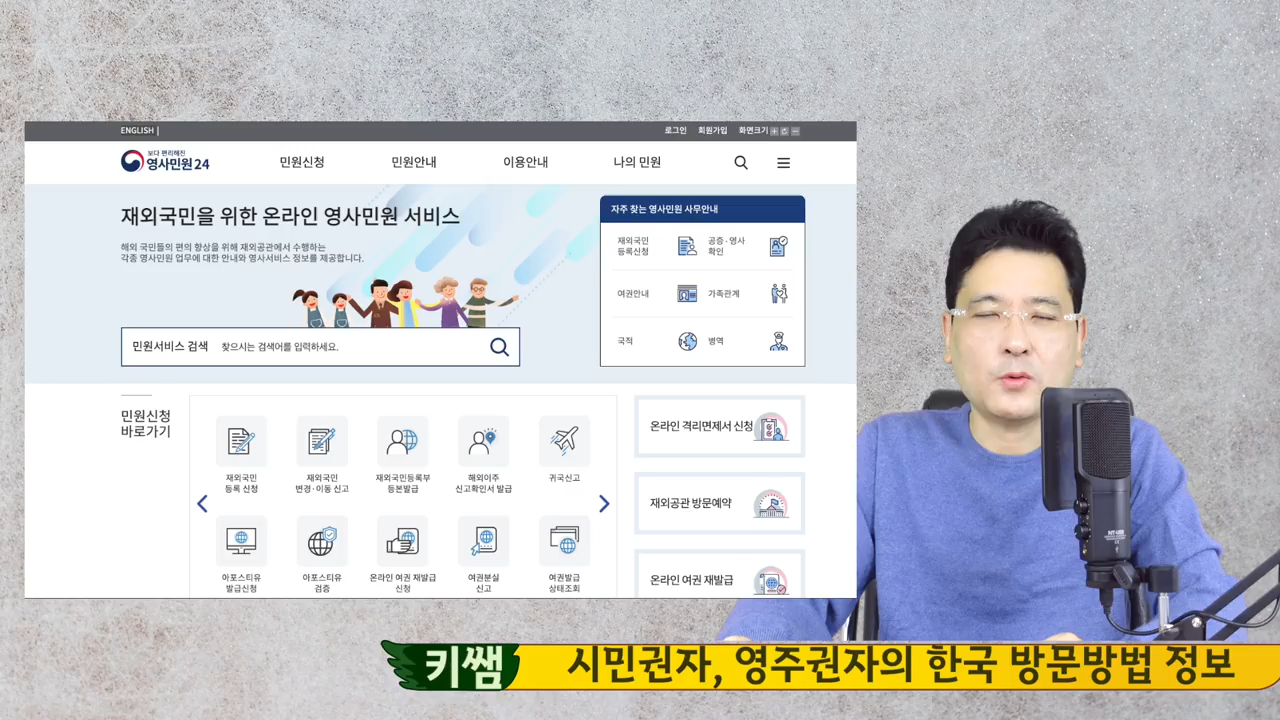 ENGLISH |
로그인 회원가입 화면크기
보다 편리해진
영사민원24
민원신청 민원안내 이용안내 나의 민원
재외국민을 위한 온라인 영사민원 서비스
해외 국민들의 편의 향상을 위해 재외공관에서 수행하는
각종 영사민원 업무에 대한 안내와 영사서비스 정보를 제공합니다.
민원서비스 검색 찾으시는 검색어를 입력하세요.
자주 찾는 영사민원 사무안내
재외국민
등록신청
공증·영사
확인
여권안내
가족관계
국적
병역
민원신청
바로가기
재외국민
등록 신청
재외국민
변경·이동 신고
재외국민등록부
등본발급
해외이주
신고확인서 발급
귀국신고
아포스티유
발급신청
아포스티유
검증
온라인 여권 재발급
신청
여권분실
신고
여권발급
상태조회
온라인 격리면제서 신청
재외공관 방문예약
온라인 여권 재발급
키쌤
시민권자, 영주권자의 한국 방문방법 정보